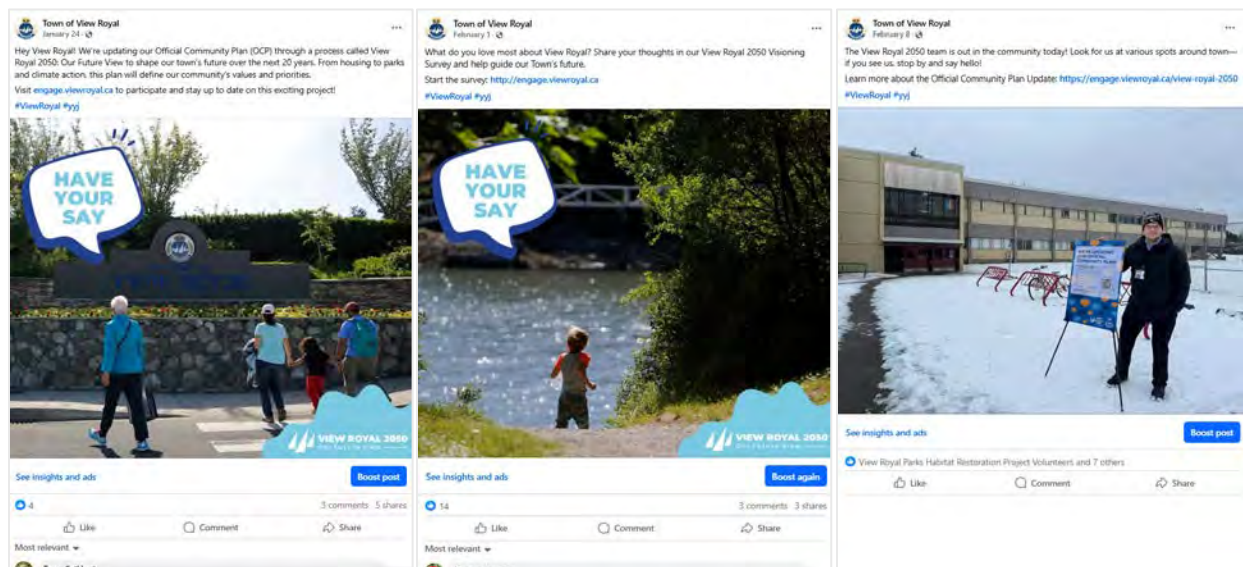 Town of View Royal
January 24
Hey View Royal! We're updating our Official Community Plan (OCP) through a process called View
Royal 2050: Our Future View to shape our town's future over the next 20 years. From housing to parks
and climate action, this plan will define our community's values and priorities.
Visit engage.viewroyal.ca to participate and stay up to date on this exciting project!
#ViewRoyal #yyj
HAVE
YOUR
SAY
VIEW ROYAL 2050
See insights and ads
Boost post
4
3 comments 5 shares
Like Comment Share
Most relevant
Town of View Royal
February 1
What do you love most about View Royal? Share your thoughts in our View Royal 2050 Visioning
Survey and help guide our Town's future.
Start the survey: http://engage.viewroyal.ca
#ViewRoyal #yyj
HAVE
YOUR
SAY
VIEW ROYAL 2050
See insights and ads
Boost again
14
3 comments 3 shares
Like Comment Share
Most relevant
Town of View Royal
February 8
The View Royal 2050 team is out in the community today! Look for us at various spots around town—
if you see us, stop by and say hello!
Learn more about the Official Community Plan Update: https://engage.viewroyal.ca/view-royal-2050
#ViewRoyal #yyj
See insights and ads
Boost post
View Royal Parks Habitat Restoration Project Volunteers and 7 others
Like Comment Share